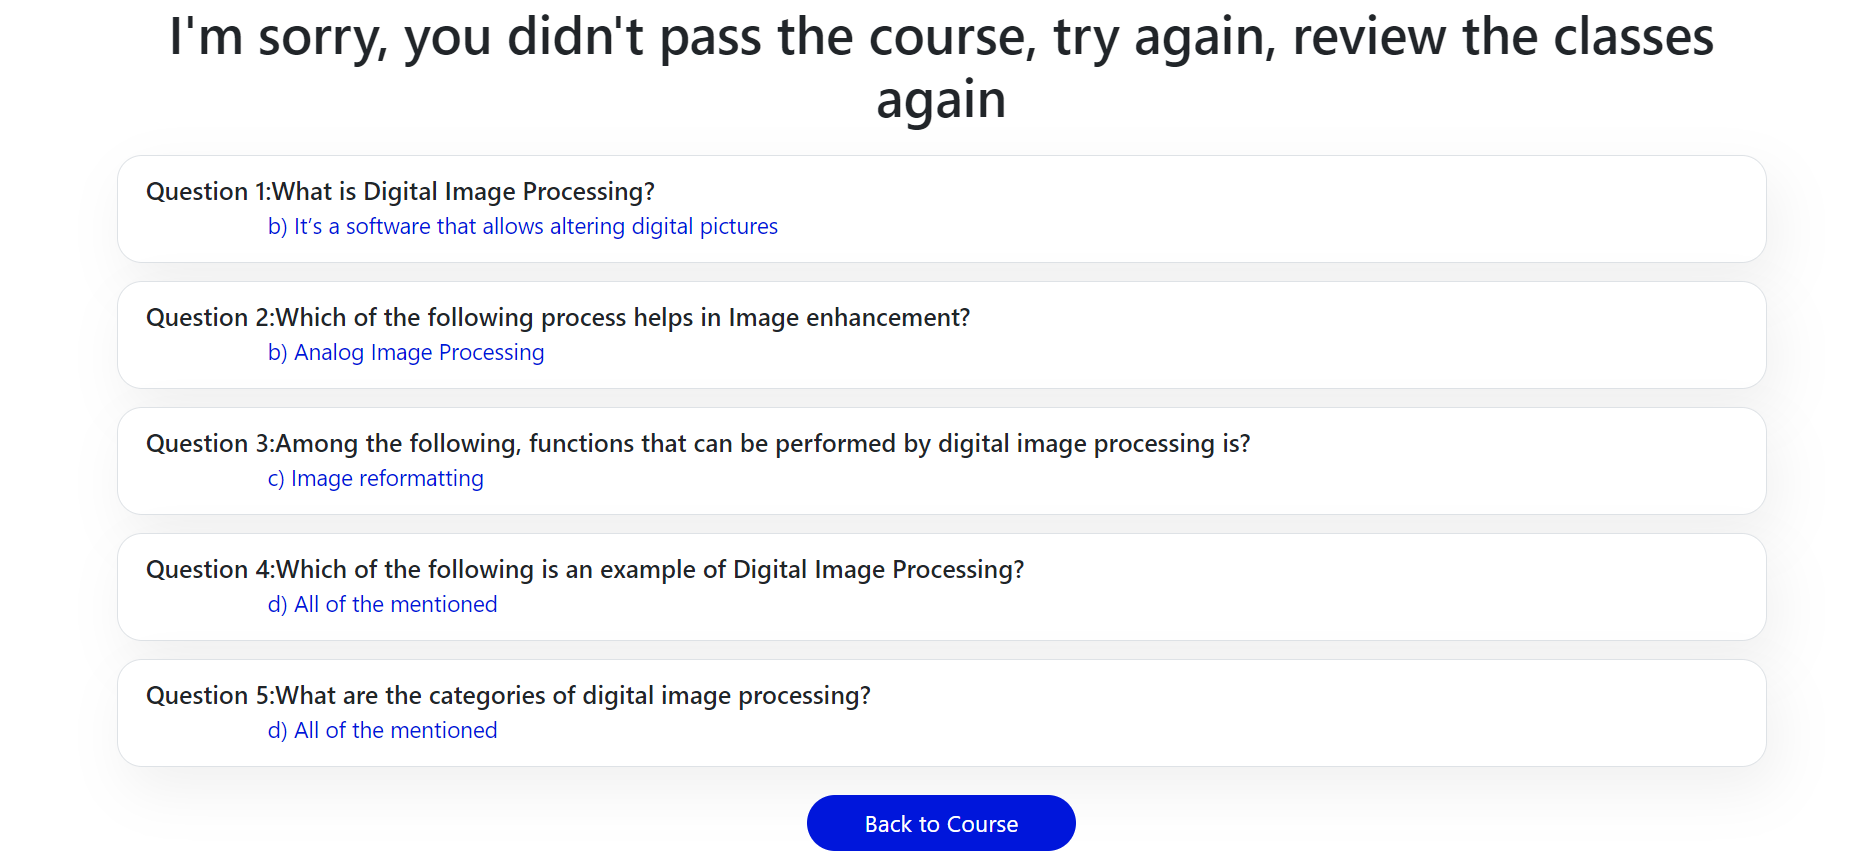 I'm sorry, you didn't pass the course, try again, review the classes
again
Question 1:What is Digital Image Processing?
b) It’s a software that allows altering digital pictures
Question 2:Which of the following process helps in Image enhancement?
b) Analog Image Processing
Question 3:Among the following, functions that can be performed by digital image processing is?
c) Image reformatting
Question 4:Which of the following is an example of Digital Image Processing?
d) All of the mentioned
Question 5:What are the categories of digital image processing?
d) All of the mentioned
Back to Course